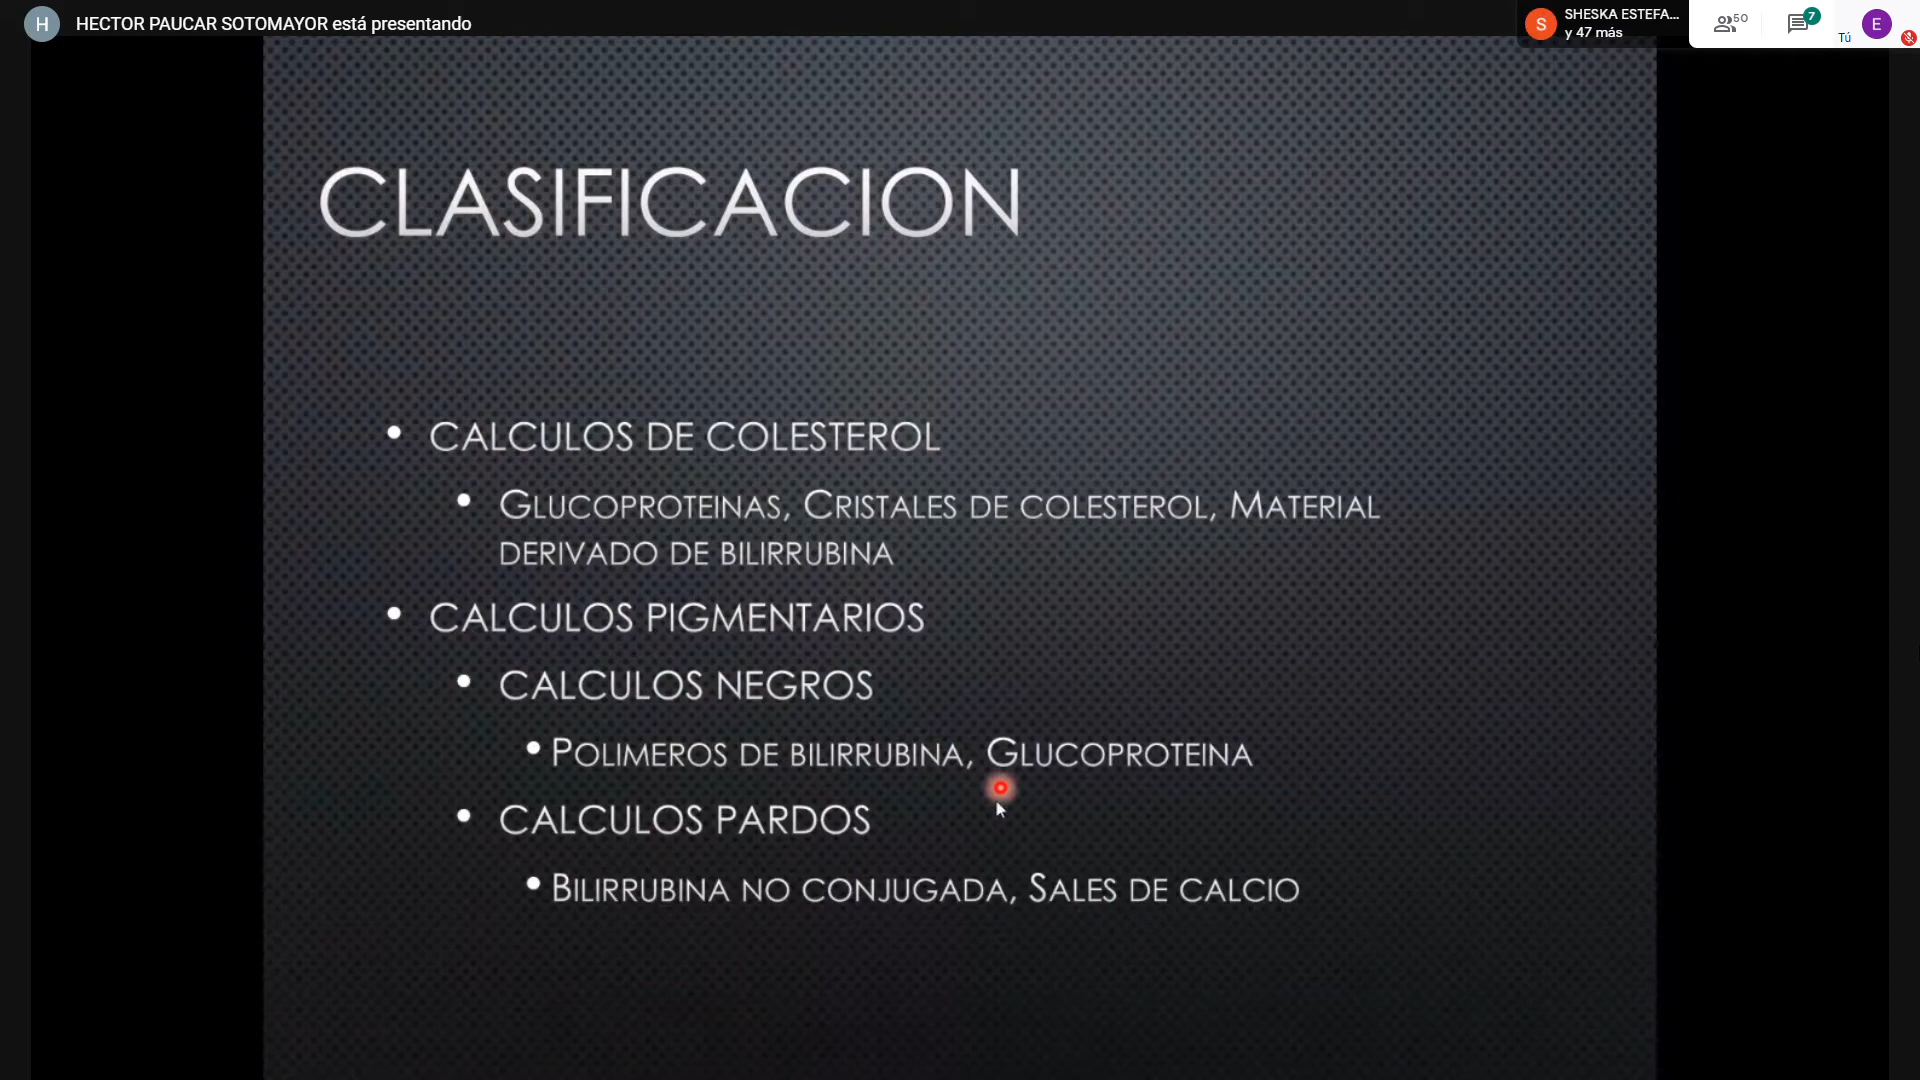 H HECTOR PAUCAR SOTOMAYOR está presentando
S SHESKA ESTEFA...
y 47 más
50
7
Tú
E
CLASIFICACION
• CALCULOS DE COLESTEROL
• GLUCOPROTEINAS, CRISTALES DE COLESTEROL, MATERIAL
DERIVADO DE BILIRRUBINA
• CALCULOS PIGMENTARIOS
• CALCULOS NEGROS
• POLIMEROS DE BILIRRUBINA, GLUCOPROTEINA
• CALCULOS PARDOS
• BILIRRUBINA NO CONJUGADA, SALES DE CALCIO